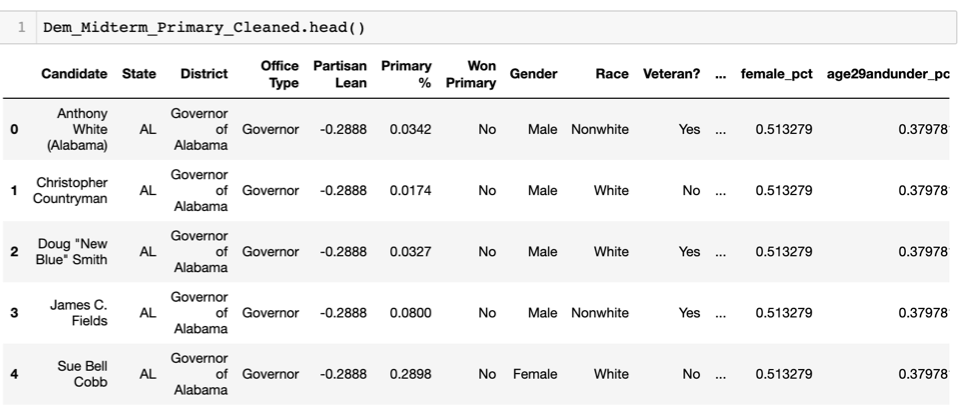 1 Dem_Midterm_Primary_Cleaned.head()
Candidate State District Office Type Partisan Lean Primary % Won Primary Gender Race Veteran? ... female_pct age29andunder_pc
0 Anthony White (Alabama) AL Governor of Alabama Governor -0.2888 0.0342 No Male Nonwhite Yes ... 0.513279 0.37978
1 Christopher Countryman AL Governor of Alabama Governor -0.2888 0.0174 No Male White No ... 0.513279 0.37978
2 Doug "New Blue" Smith AL Governor of Alabama Governor -0.2888 0.0327 No Male White Yes ... 0.513279 0.37978
3 James C. Fields AL Governor of Alabama Governor -0.2888 0.0800 No Male Nonwhite Yes ... 0.513279 0.37978
4 Sue Bell Cobb AL Governor of Alabama Governor -0.2888 0.2898 No Female White No ... 0.513279 0.37978